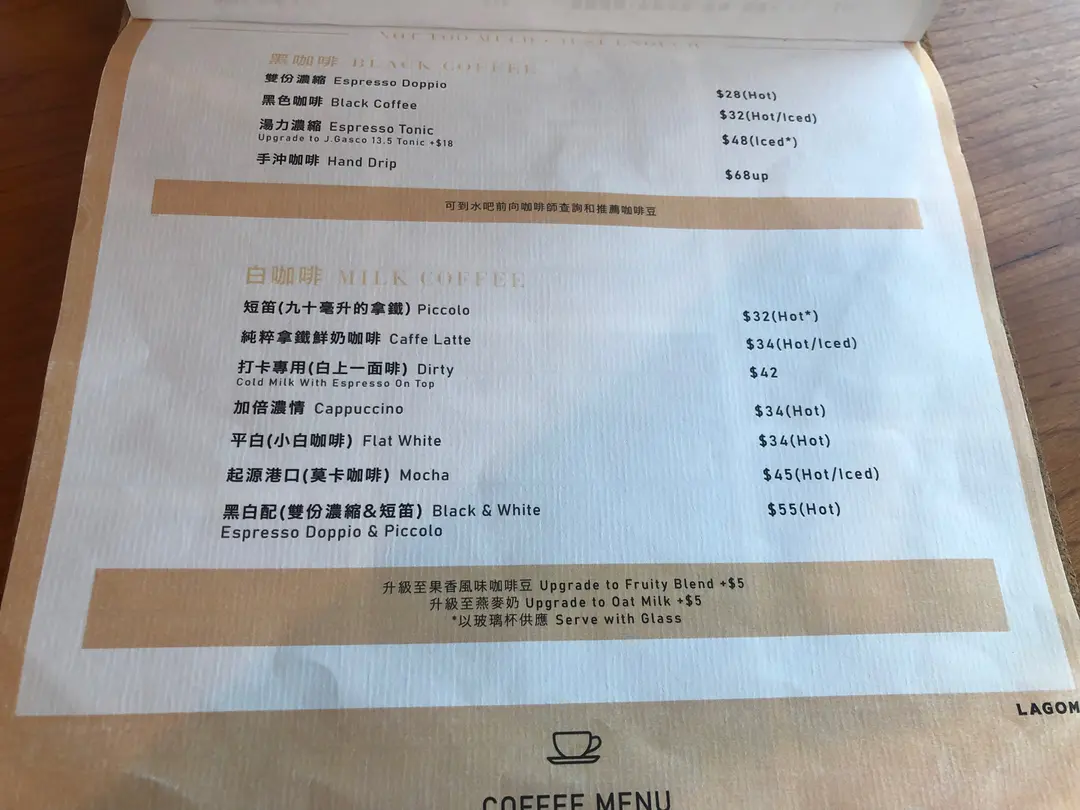 NOT TOO MUCH · JUST ENOUGH
黑咖啡 BLACK COFFEE
雙份濃縮 Espresso Doppio $28(Hot)
黑色咖啡 Black Coffee $32(Hot/Iced)
湯力濃縮 Espresso Tonic $48(Iced*)
Upgrade to J.Gasco 13.5 Tonic +$18
手沖咖啡 Hand Drip $68up
可到水吧前向咖啡師查詢和推薦咖啡豆
白咖啡 MILK COFFEE
短笛(九十毫升的拿鐵) Piccolo $32(Hot*)
純粹拿鐵鮮奶咖啡 Caffe Latte $34(Hot/Iced)
打卡專用(白上一面啡) Dirty $42
Cold Milk With Espresso On Top
加倍濃情 Cappuccino $34(Hot)
平白(小白咖啡) Flat White $34(Hot)
起源港口(莫卡咖啡) Mocha $45(Hot/Iced)
黑白配(雙份濃縮&短笛) Black & White $55(Hot)
Espresso Doppio & Piccolo
升級至果香風味咖啡豆 Upgrade to Fruity Blend +$5
升級至燕麥奶 Upgrade to Oat Milk +$5
*以玻璃杯供應 Serve with Glass
LAGOM
COFFEE MENU